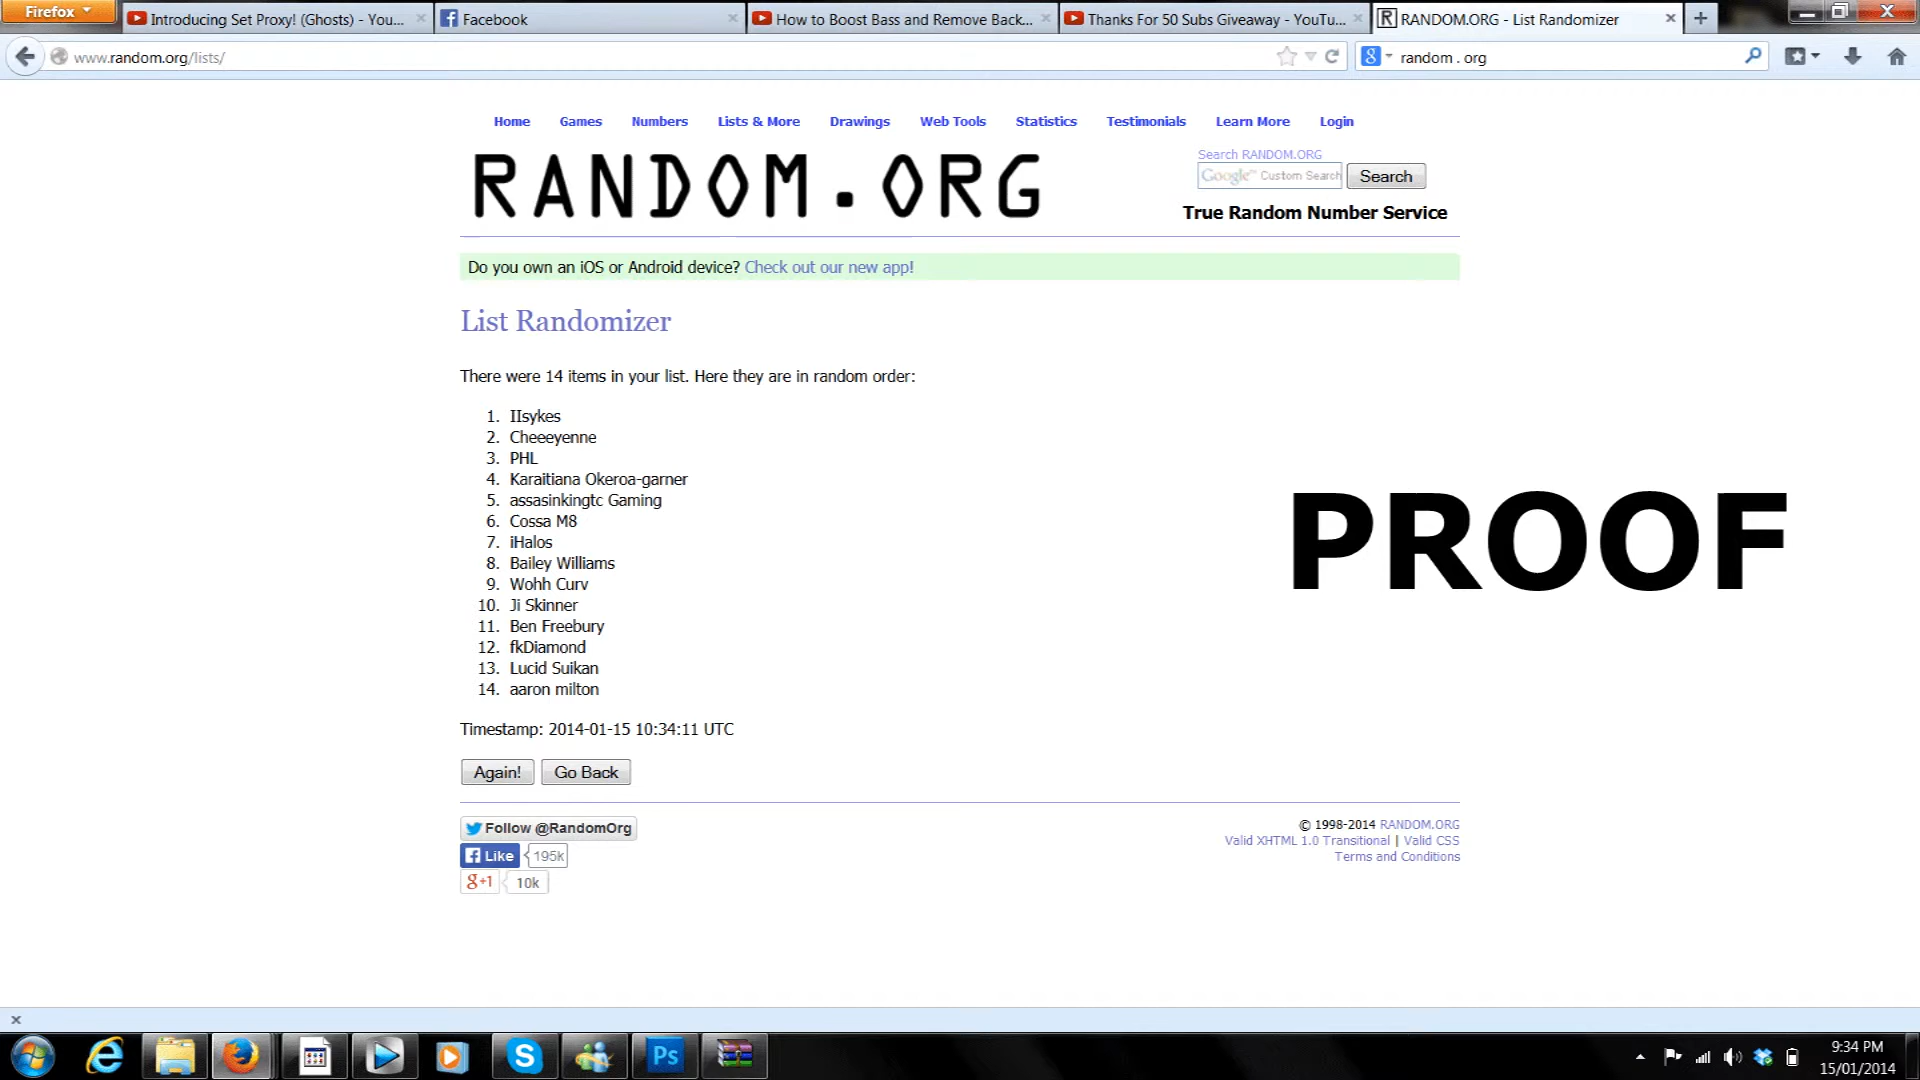 Firefox
Introducing Set Proxy! (Ghosts) - You...
Facebook
How to Boost Bass and Remove Back...
Thanks For 50 Subs Giveaway - YouTu...
RANDOM.ORG - List Randomizer
www.random.org/lists/
random . org
Home Games Numbers Lists & More Drawings Web Tools Statistics Testimonials Learn More Login
RANDOM.ORG
Search RANDOM.ORG
Google™ Custom Search
Search
True Random Number Service
Do you own an iOS or Android device? Check out our new app!
List Randomizer
There were 14 items in your list. Here they are in random order:
1. IIsykes
2. Cheeeyenne
3. PHL
4. Karaitiana Okeroa-garner
5. assasinkingtc Gaming
6. Cossa M8
7. iHalos
8. Bailey Williams
9. Wohh Curv
10. Ji Skinner
11. Ben Freebury
12. fkDiamond
13. Lucid Suikan
14. aaron milton
PROOF
Timestamp: 2014-01-15 10:34:11 UTC
Again! Go Back
Follow @RandomOrg
Like 195k
g+1 10k
© 1998-2014 RANDOM.ORG
Valid XHTML 1.0 Transitional | Valid CSS
Terms and Conditions
Ps
9:34 PM
15/01/2014